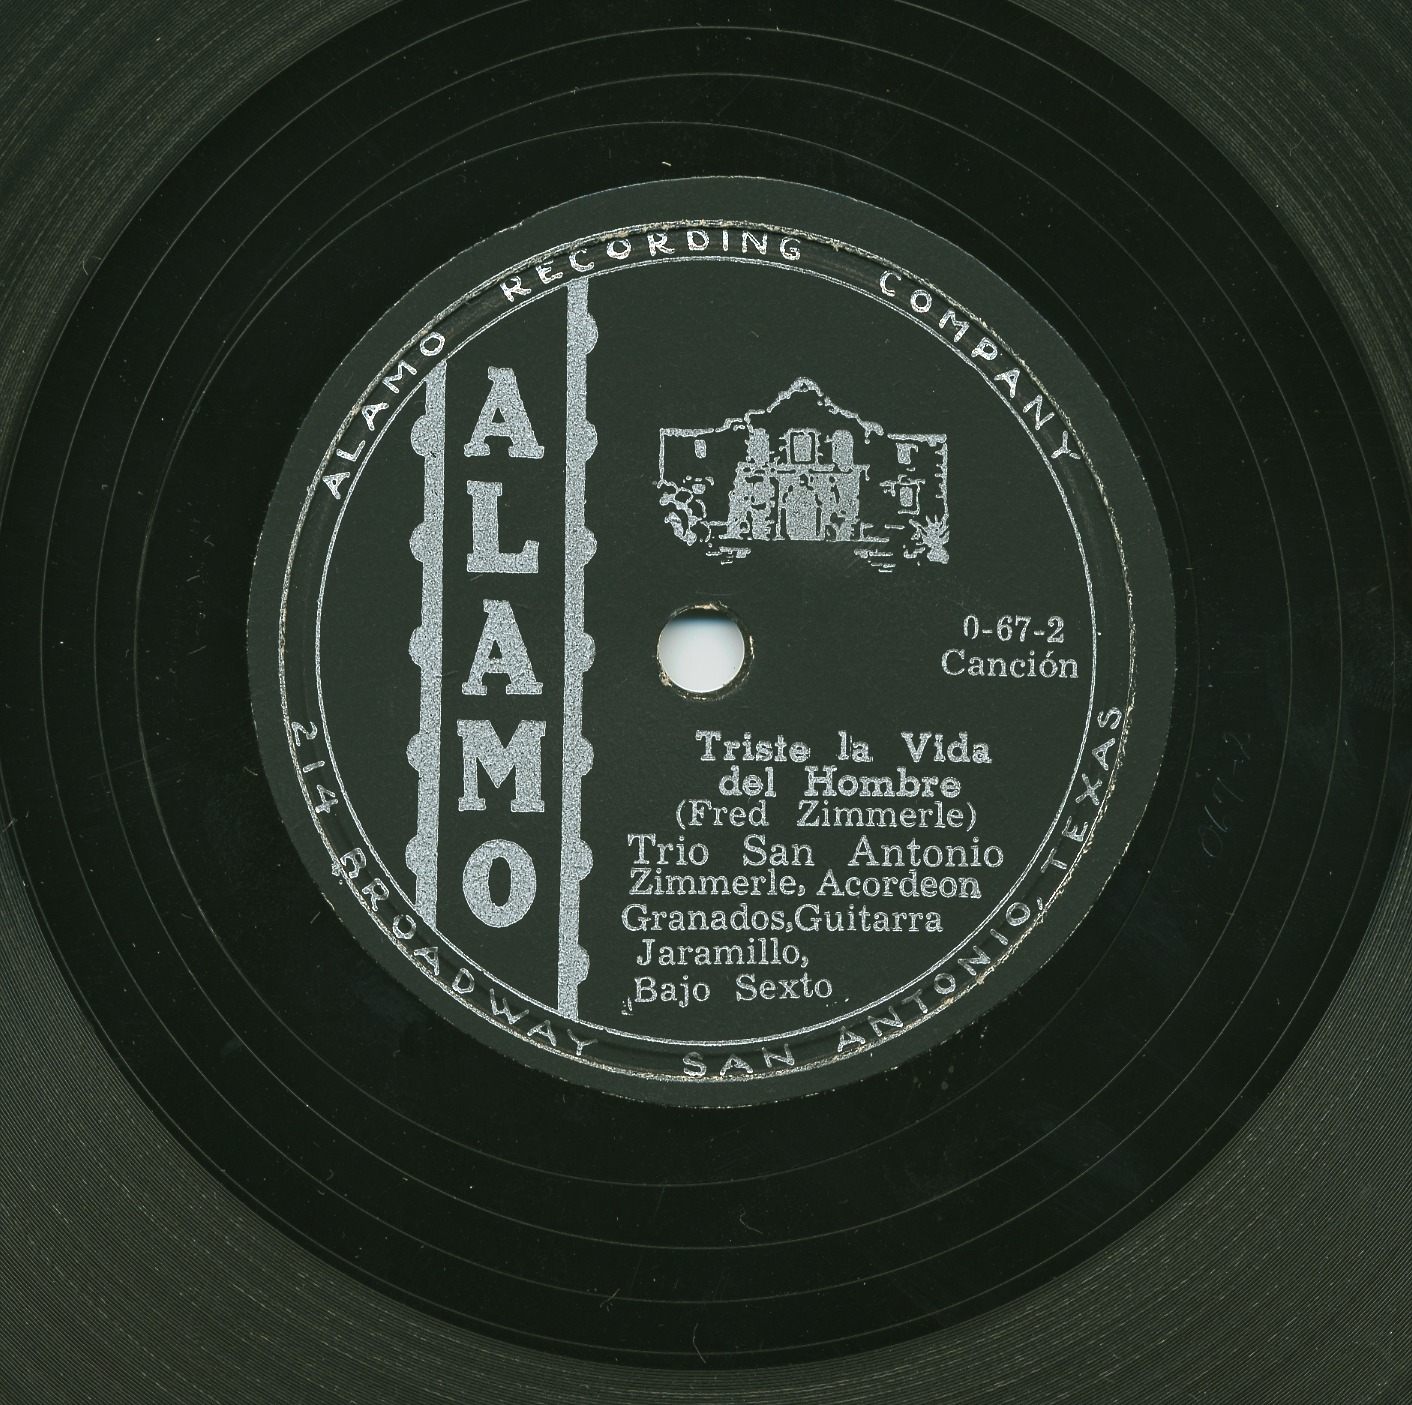 ALAMO RECORDING COMPANY
ALAMO
0-67-2
Canción
Triste la Vida
del Hombre
(Fred Zimmerle)
Trio San Antonio
Zimmerle, Acordeon
Granados,Guitarra
Jaramillo,
Bajo Sexto
214 BROADWAY SAN ANTONIO, TEXAS